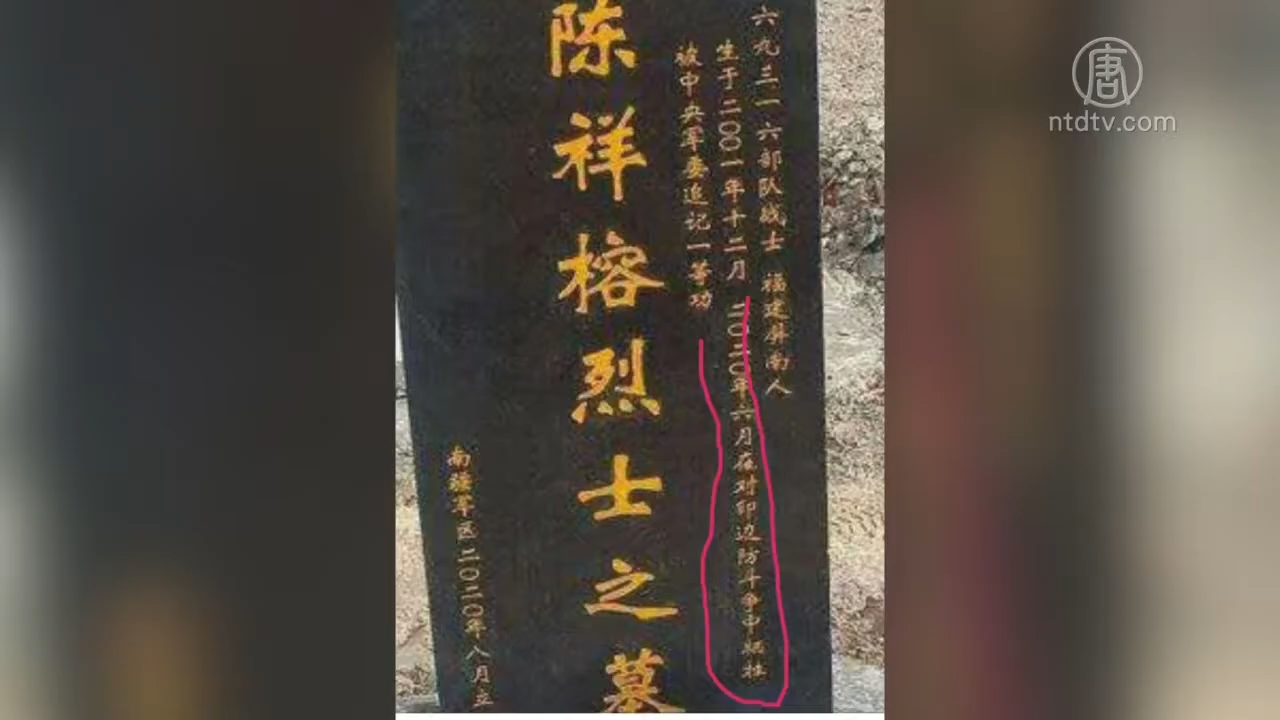 六九三一六部队战士 福建屏南人
生于二〇〇一年十二月 二〇二〇年六月在对印边防斗争中牺牲
被中央军委追记一等功
陈祥榕烈士之墓
南疆军区二〇二〇年八月立
唐
ntdtv.com